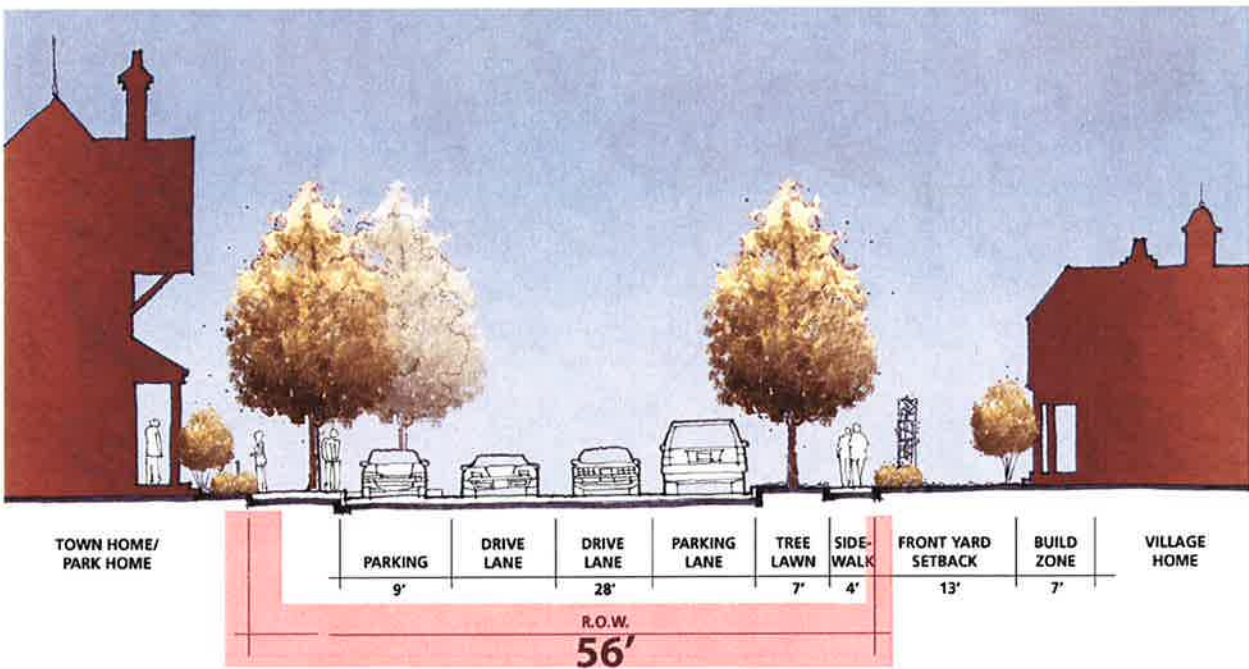 TOWN HOME/
PARK HOME
PARKING
DRIVE
LANE
DRIVE
LANE
PARKING
LANE
TREE
LAWN
SIDE-
WALK
FRONT YARD
SETBACK
BUILD
ZONE
VILLAGE
HOME
9'
28'
7'
4'
13'
7'
R.O.W.
56'